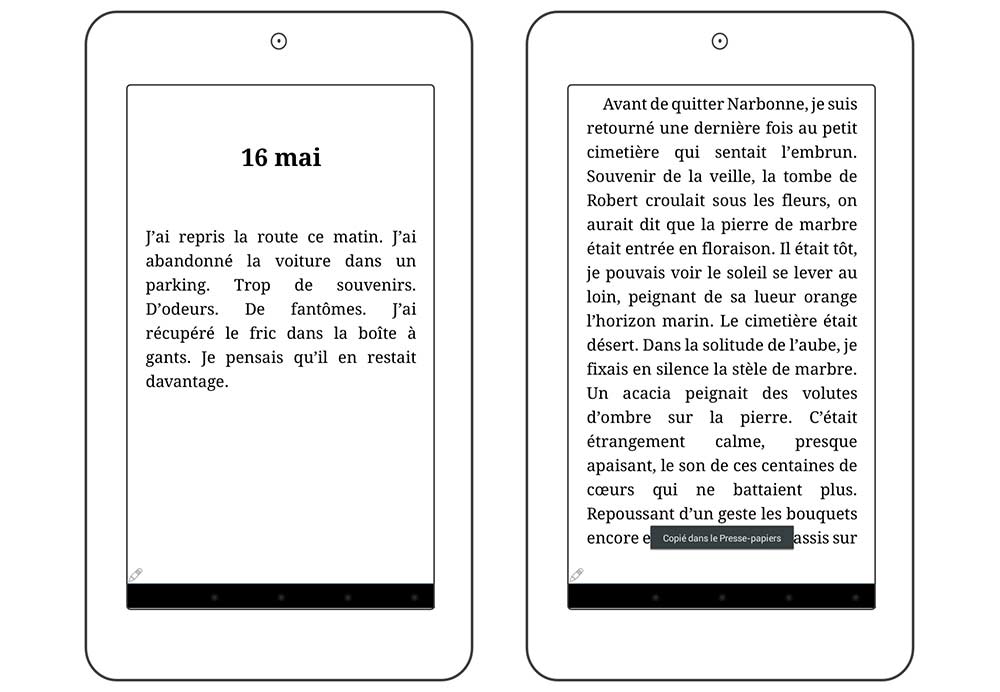 16 mai
J’ai repris la route ce matin. J’ai
abandonné la voiture dans un
parking. Trop de souvenirs.
D’odeurs. De fantômes. J’ai
récupéré le fric dans la boîte à
gants. Je pensais qu’il en restait
davantage.
Avant de quitter Narbonne, je suis
retourné une dernière fois au petit
cimetière qui sentait l’embrun.
Souvenir de la veille, la tombe de
Robert croulait sous les fleurs, on
aurait dit que la pierre de marbre
était entrée en floraison. Il était tôt,
je pouvais voir le soleil se lever au
loin, peignant de sa lueur orange
l’horizon marin. Le cimetière était
désert. Dans la solitude de l’aube, je
fixais en silence la stèle de marbre.
Un acacia peignait des volutes
d’ombre sur la pierre. C’était
étrangement calme, presque
apaisant, le son de ces centaines de
cœurs qui ne battaient plus.
Repoussant d’un geste les bouquets
encore e assis sur
Copié dans le Presse-papiers